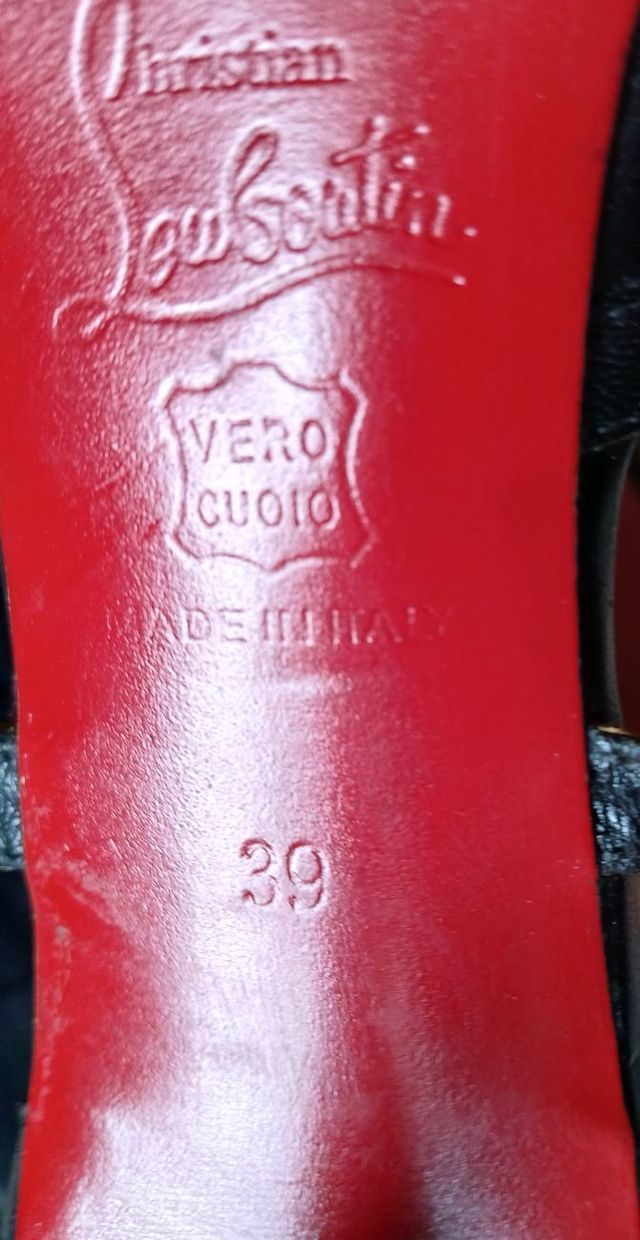 Christian
Louboutin
VERO
CUOIO
MADE IN ITALY
39